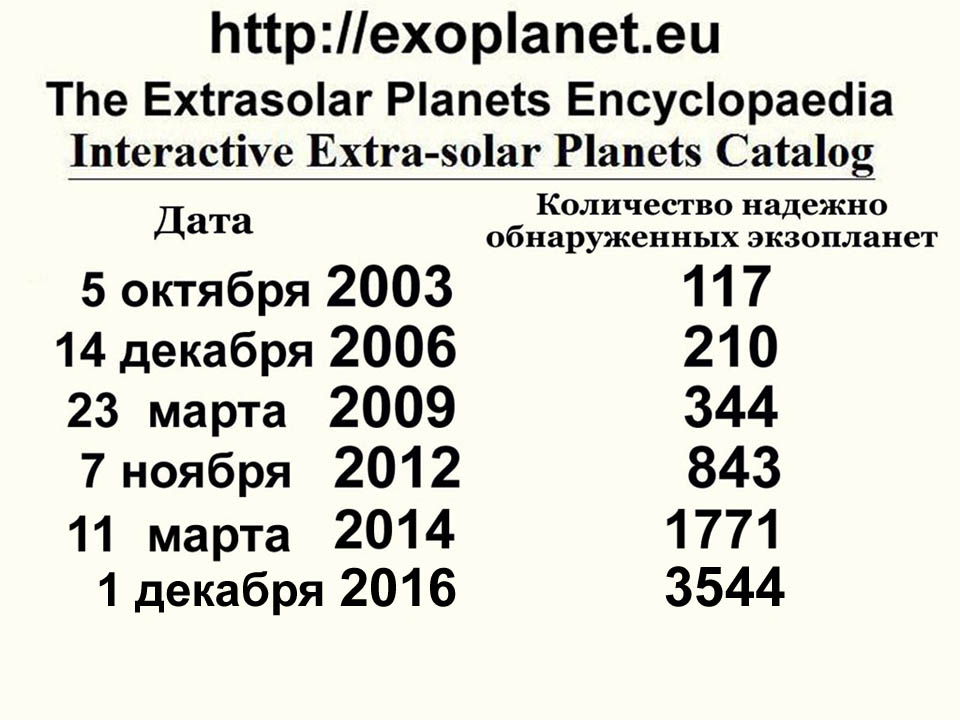 http://exoplanet.eu
The Extrasolar Planets Encyclopaedia
Interactive Extra-solar Planets Catalog
Дата
Количество надежно
обнаруженных экзопланет
5 октября 2003 117
14 декабря 2006 210
23 марта 2009 344
7 ноября 2012 843
11 марта 2014 1771
1 декабря 2016 3544